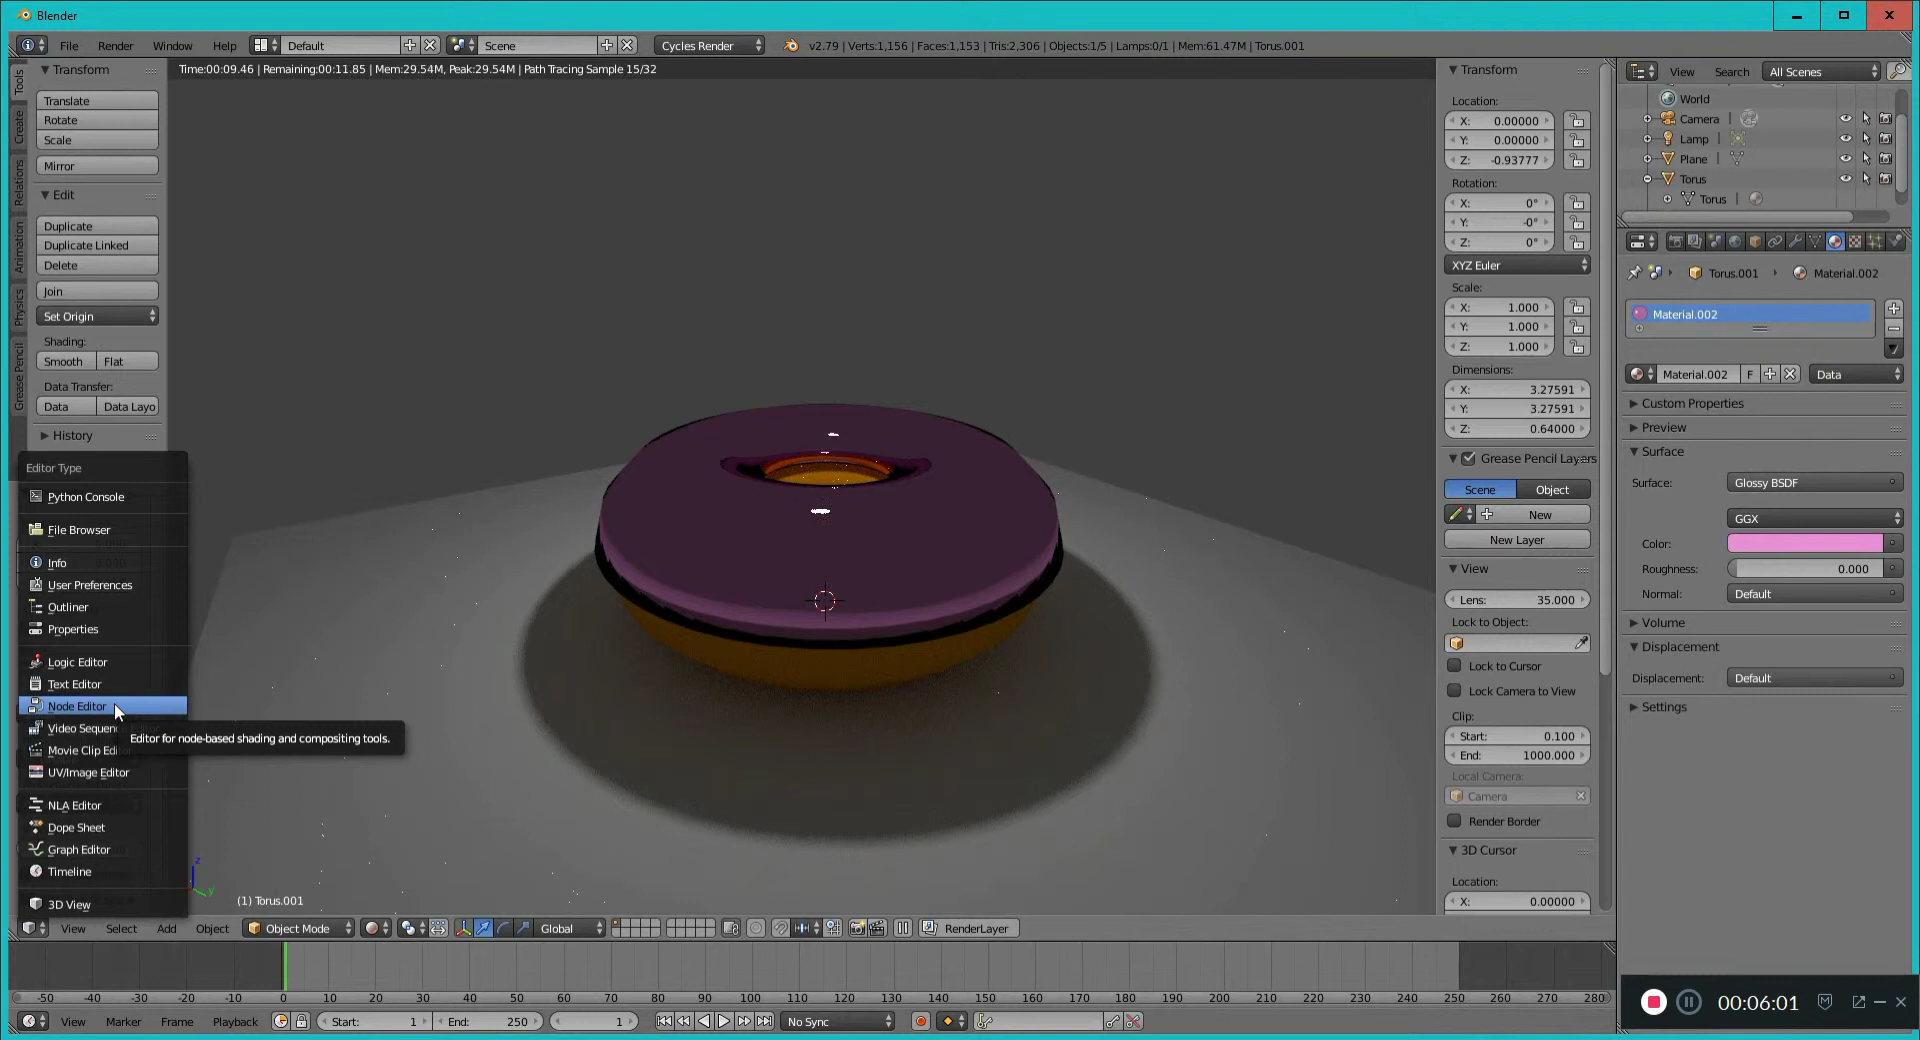 Blender
File Render Window Help Default Scene Cycles Render v2.79 | Verts:1,156 | Faces:1,153 | Tris:2,306 | Objects:1/5 | Lamps:0/1 | Mem:61.47M | Torus.001
Time:00:09.46 | Remaining:00:11.85 | Mem:29.54M, Peak:29.54M | Path Tracing Sample 15/32
Tools
Create
Relations
Animation
Physics
Grease Pencil
Transform
Translate
Rotate
Scale
Mirror
Edit
Duplicate
Duplicate Linked
Delete
Join
Set Origin
Shading:
Smooth Flat
Data Transfer:
Data Data Layo
History
Editor Type
Python Console
File Browser
Info
User Preferences
Outliner
Properties
Logic Editor
Text Editor
Node Editor
Video Sequen
Movie Clip Edi
UV/Image Editor
NLA Editor
Dope Sheet
Graph Editor
Timeline
3D View
Editor for node-based shading and compositing tools.
z
y
(1) Torus.001
Transform
Location:
X: 0.00000
Y: 0.00000
Z: -0.93777
Rotation:
X: 0°
Y: -0°
Z: 0°
XYZ Euler
Scale:
X: 1.000
Y: 1.000
Z: 1.000
Dimensions:
X: 3.27591
Y: 3.27591
Z: 0.64000
Grease Pencil Layers
Scene Object
New
New Layer
View
Lens: 35.000
Lock to Object:
Lock to Cursor
Lock Camera to View
Clip:
Start: 0.100
End: 1000.000
Local Camera:
Camera
Render Border
3D Cursor
Location:
X: 0.00000
View Search All Scenes
World
Camera
Lamp
Plane
Torus
Torus
Torus.001 Material.002
Material.002
Material.002 F Data
Custom Properties
Preview
Surface
Surface: Glossy BSDF
GGX
Color:
Roughness: 0.000
Normal: Default
Volume
Displacement
Displacement: Default
Settings
View Select Add Object Object Mode Global RenderLayer
-50 -40 -30 -20 -10 0 10 20 30 40 50 60 70 80 90 100 110 120 130 140 150 160 170 180 190 200 210 220 230 240 250 260 270 280
View Marker Frame Playback Start: 1 End: 250 1 No Sync
00:06:01